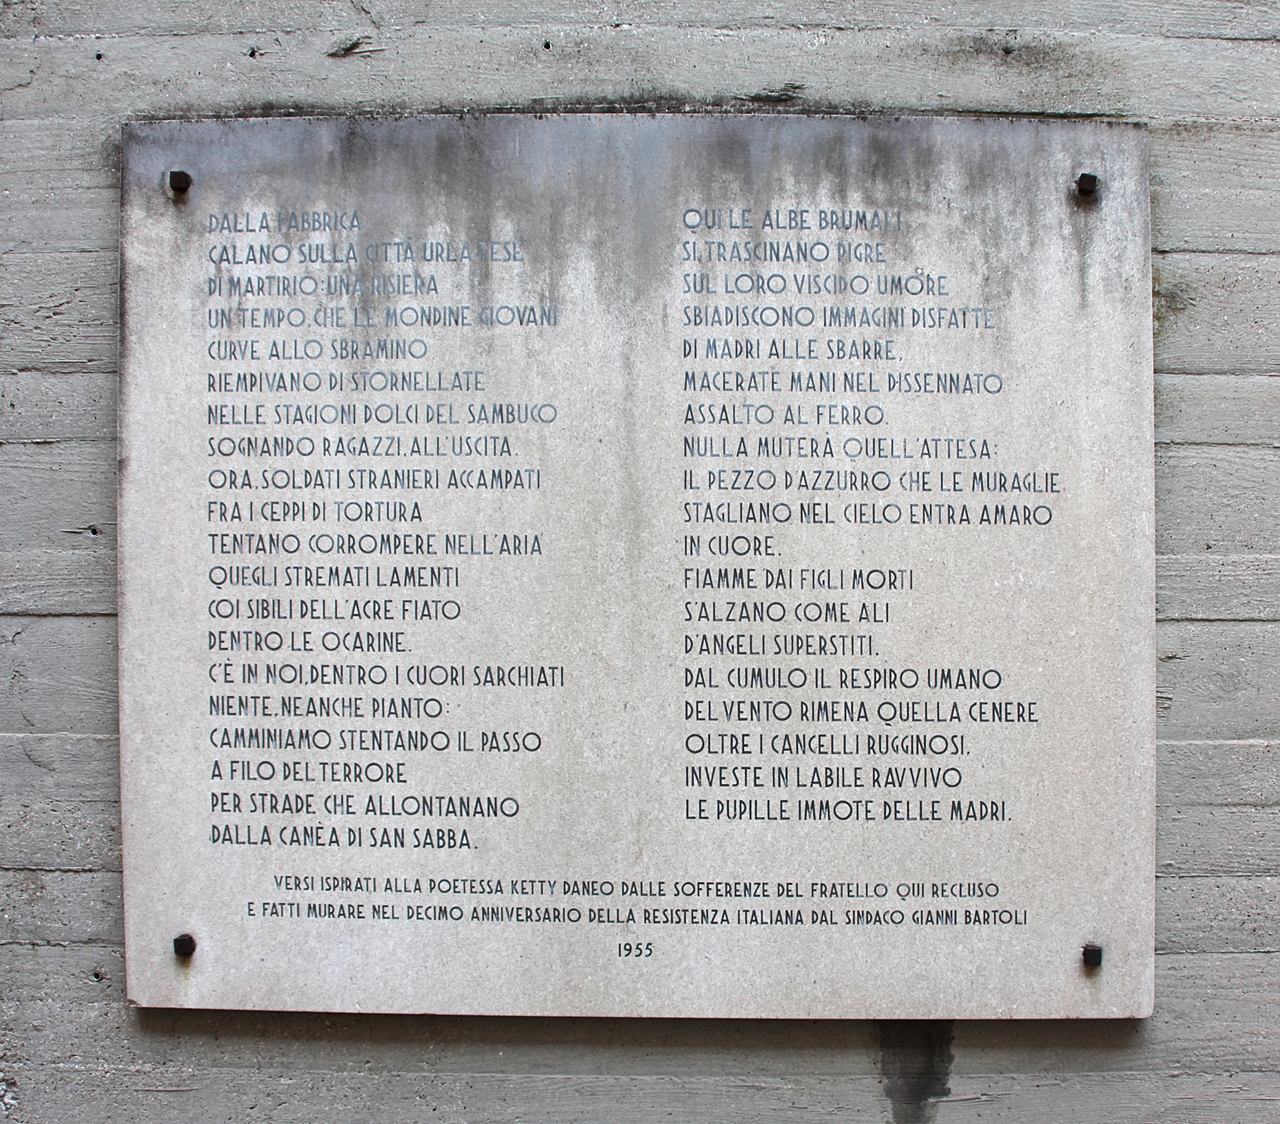 DALLA FABBRICA
CALANO SULLA CITTÀ URLA TESE
DI MARTIRIO: UNA RISIERA
UN TEMPO, CHE LE MONDINE GIOVANI
CURVE ALLO SBRAMINO
RIEMPIVANO DI STORNELLATE
NELLE STAGIONI DOLCI DEL SAMBUCO
SOGNANDO RAGAZZI, ALL'USCITA.
ORA, SOLDATI STRANIERI ACCAMPATI
FRA I CEPPI DI TORTURA
TENTANO CORROMPERE NELL'ARIA
QUEGLI STREMATI LAMENTI
COI SIBILI DELL'ACRE FIATO
DENTRO LE OCARINE.
C'È IN NOI, DENTRO I CUORI SARCHIATI
NIENTE, NEANCHE PIANTO:
CAMMINIAMO STENTANDO IL PASSO
A FILO DEL TERRORE
PER STRADE, CHE ALLONTANANO
DALLA CANÈA DI SAN SABBA.
QUI LE ALBE BRUMALI
SI TRASCINANO PIGRE
SUL LORO VISCIDO UMORE
SBIADISCONO IMMAGINI DISFATTE
DI MADRI ALLE SBARRE,
MACERATE MANI NEL DISSENNATO
ASSALTO AL FERRO.
NULLA MUTERÀ QUELL'ATTESA:
IL PEZZO D'AZZURRO CHE LE MURAGLIE
STAGLIANO NEL CIELO ENTRA AMARO
IN CUORE.
FIAMME DAI FIGLI MORTI
S'ALZANO COME ALI
D'ANGELI SUPERSTITI.
DAL CUMULO IL RESPIRO UMANO
DEL VENTO RIMENA QUELLA CENERE
OLTRE I CANCELLI RUGGINOSI,
INVESTE IN LABILE RAVVIVO
LE PUPILLE IMMOTE DELLE MADRI.
VERSI ISPIRATI ALLA POETESSA KETTY DANEO DALLE SOFFERENZE DEL FRATELLO QUI RECLUSO
E FATTI MURARE NEL DECIMO ANNIVERSARIO DELLA RESISTENZA ITALIANA DAL SINDACO GIANNI BARTOLI
1955